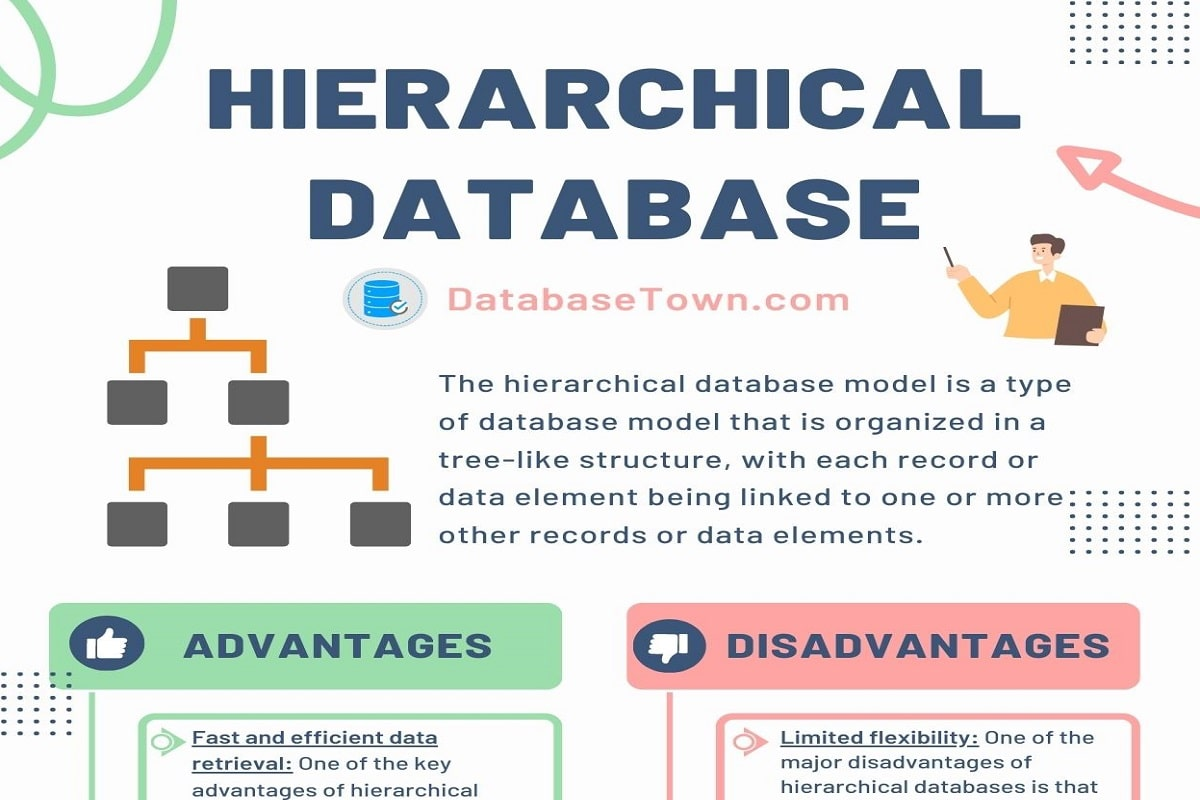 HIERARCHICAL
DATABASE
DatabaseTown.com
The hierarchical database model is a type
of database model that is organized in a
tree-like structure, with each record or
data element being linked to one or more
other records or data elements.
ADVANTAGES
Fast and efficient data
retrieval: One of the key
advantages of hierarchical
DISADVANTAGES
Limited flexibility: One of the
major disadvantages of
hierarchical databases is that